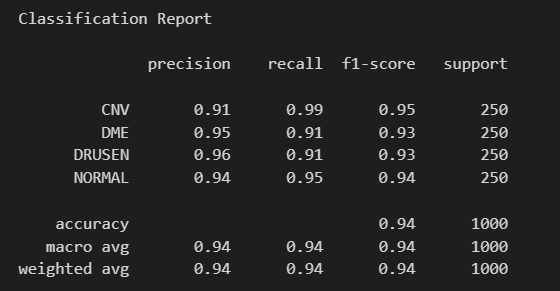 Classification Report
precision recall f1-score support
CNV 0.91 0.99 0.95 250
DME 0.95 0.91 0.93 250
DRUSEN 0.96 0.91 0.93 250
NORMAL 0.94 0.95 0.94 250
accuracy 0.94 1000
macro avg 0.94 0.94 0.94 1000
weighted avg 0.94 0.94 0.94 1000